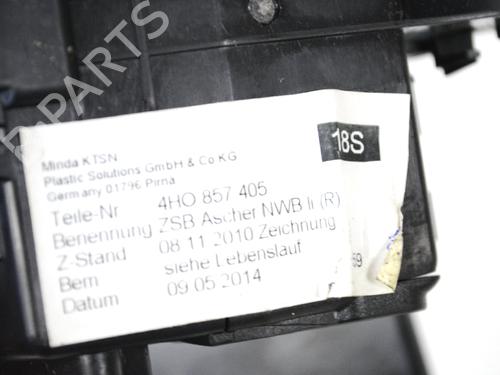 Minda KTSN
Plastic Solutions GmbH & Co KG
Germany 01796 Pirna
18S
Teile-Nr 4HO 857 405
Benennung ZSB Ascher NWB li (R)
Z-Stand 08 11 2010 Zeichnung
Bem siehe Lebenslauf
Datum 09.05 2014
B-PARTS